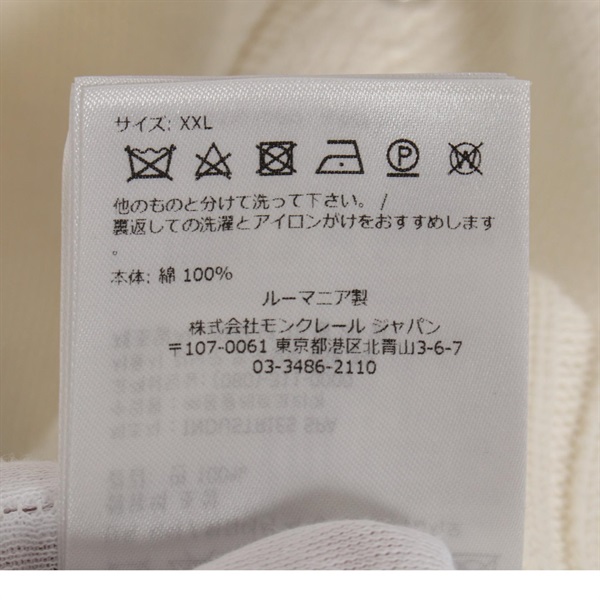 サイズ: XXL
P
W
他のものと分けて洗って下さい。 /
裏返しての洗濯とアイロンがけをおすすめします
。
本体: 綿 100%
ルーマニア製
株式会社モンクレール ジャパン
〒107-0061 東京都港区北青山3-6-7
03-3486-2110